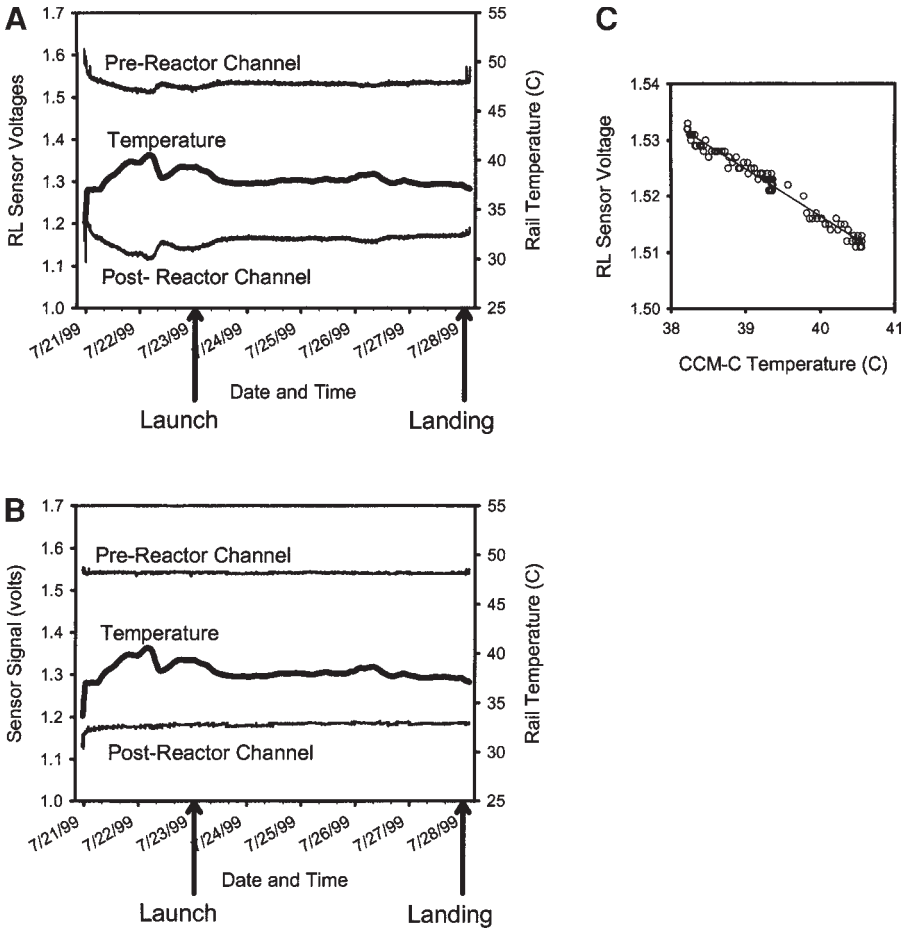 A
1.7
1.6
1.5
1.4
1.3
1.2
1.1
1.0
RL Sensor Voltages
Pre-Reactor Channel
Temperature
Post- Reactor Channel
55
50
45
40
35
30
25
Rail Temperature (C)
7/21/99
7/22/99
7/23/99
7/24/99
7/25/99
7/26/99
7/27/99
7/28/99
Date and Time
Launch
Landing
C
1.54
1.53
1.52
1.51
1.50
RL Sensor Voltage
38
39
40
41
CCM-C Temperature (C)
B
1.7
1.6
1.5
1.4
1.3
1.2
1.1
1.0
Sensor Signal (volts)
Pre-Reactor Channel
Temperature
Post-Reactor Channel
55
50
45
40
35
30
25
Rail Temperature (C)
7/21/99
7/22/99
7/23/99
7/24/99
7/25/99
7/26/99
7/27/99
7/28/99
Date and Time
Launch
Landing